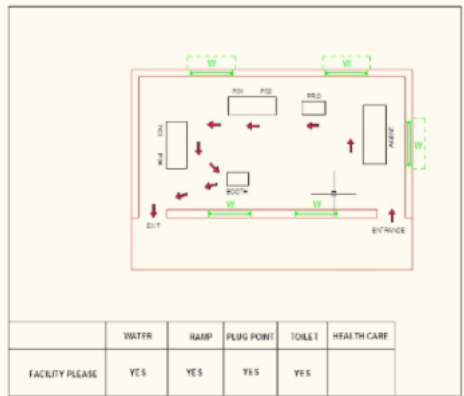 W
W
PO1 PO2
PRO
W
BOOTH
W
W
EXIT
ENTRANCE
WATER RAMP PLUG POINT TOILET HEALTH CARE
FACILITY PLEASE YES YES YES YES